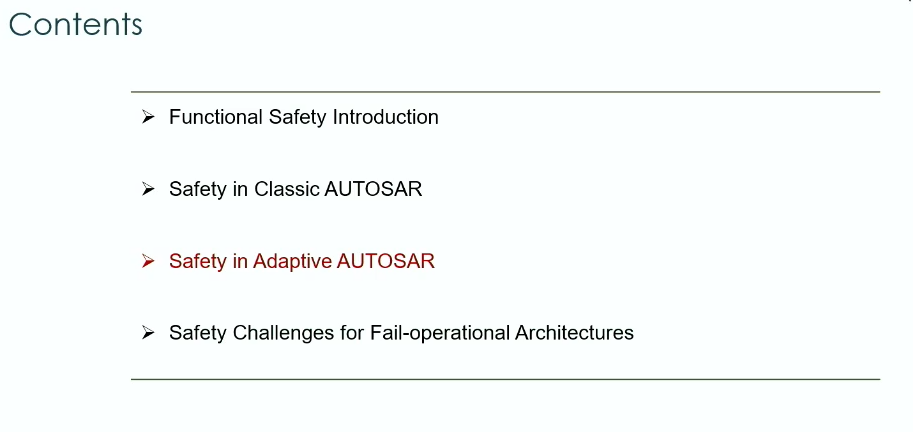 Contents
➢ Functional Safety Introduction
➢ Safety in Classic AUTOSAR
➢ Safety in Adaptive AUTOSAR
➢ Safety Challenges for Fail-operational Architectures